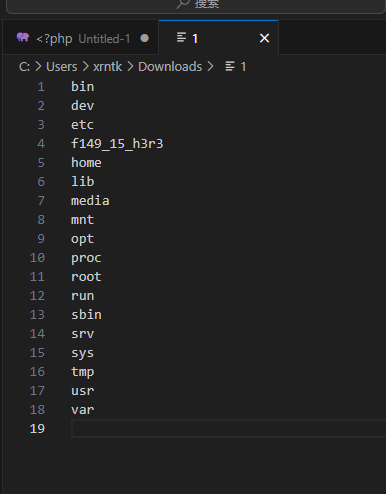 搜索
<?php Untitled-1
1
C: > Users > xrntk > Downloads > 1
1 bin
2 dev
3 etc
4 f149_15_h3r3
5 home
6 lib
7 media
8 mnt
9 opt
10 proc
11 root
12 run
13 sbin
14 srv
15 sys
16 tmp
17 usr
18 var
19